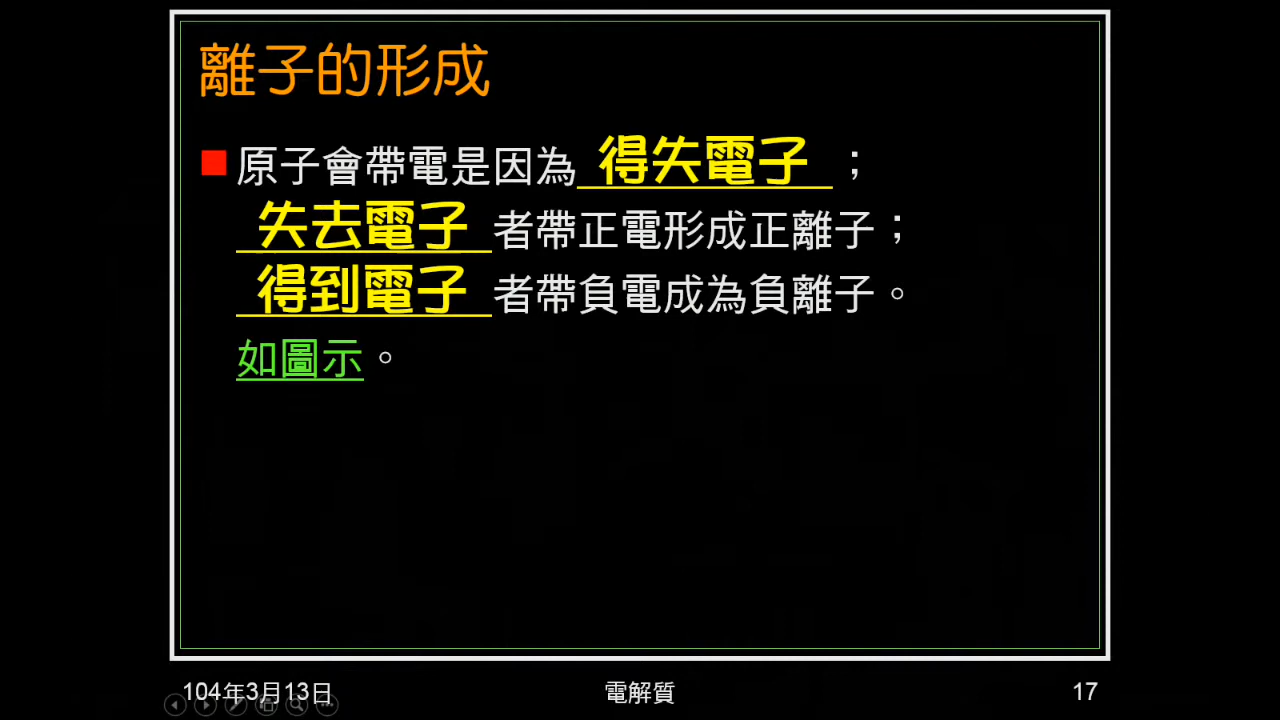 離子的形成
原子會帶電是因為 得失電子 ；
失去電子 者帶正電形成正離子；
得到電子 者帶負電成為負離子。
如圖示。
104年3月13日
電解質
17